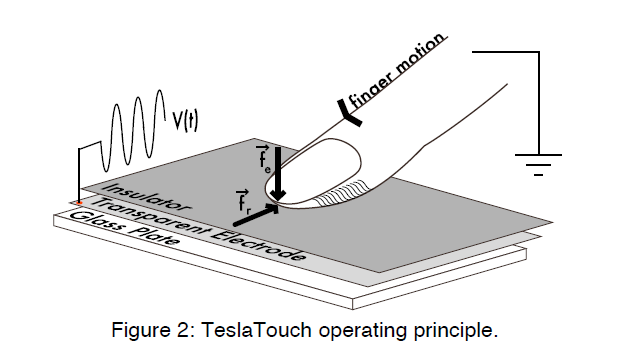 finger motion
V(t)
f⃗e
f⃗r
Insulator
Transparent Electrode
Glass Plate
Figure 2: TeslaTouch operating principle.